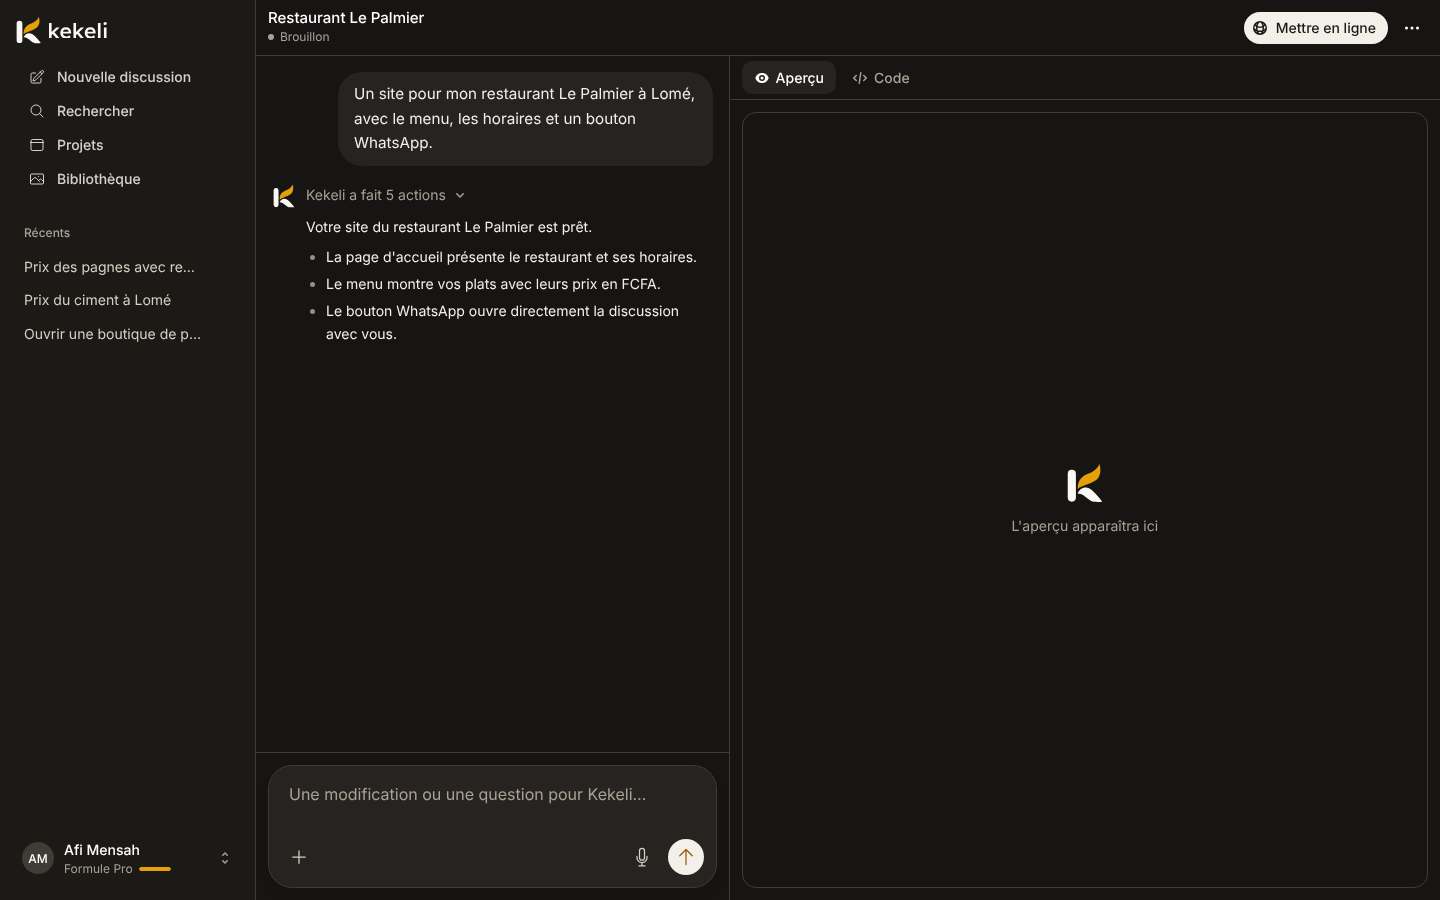 kekeli
Nouvelle discussion
Rechercher
Projets
Bibliothèque
Récents
Prix des pagnes avec re...
Prix du ciment à Lomé
Ouvrir une boutique de p...
AM
Afi Mensah
Formule Pro
Restaurant Le Palmier
Brouillon
Mettre en ligne
Un site pour mon restaurant Le Palmier à Lomé,
avec le menu, les horaires et un bouton
WhatsApp.
Kekeli a fait 5 actions
Votre site du restaurant Le Palmier est prêt.
La page d'accueil présente le restaurant et ses horaires.
Le menu montre vos plats avec leurs prix en FCFA.
Le bouton WhatsApp ouvre directement la discussion
avec vous.
Une modification ou une question pour Kekeli...
Aperçu
Code
L'aperçu apparaîtra ici